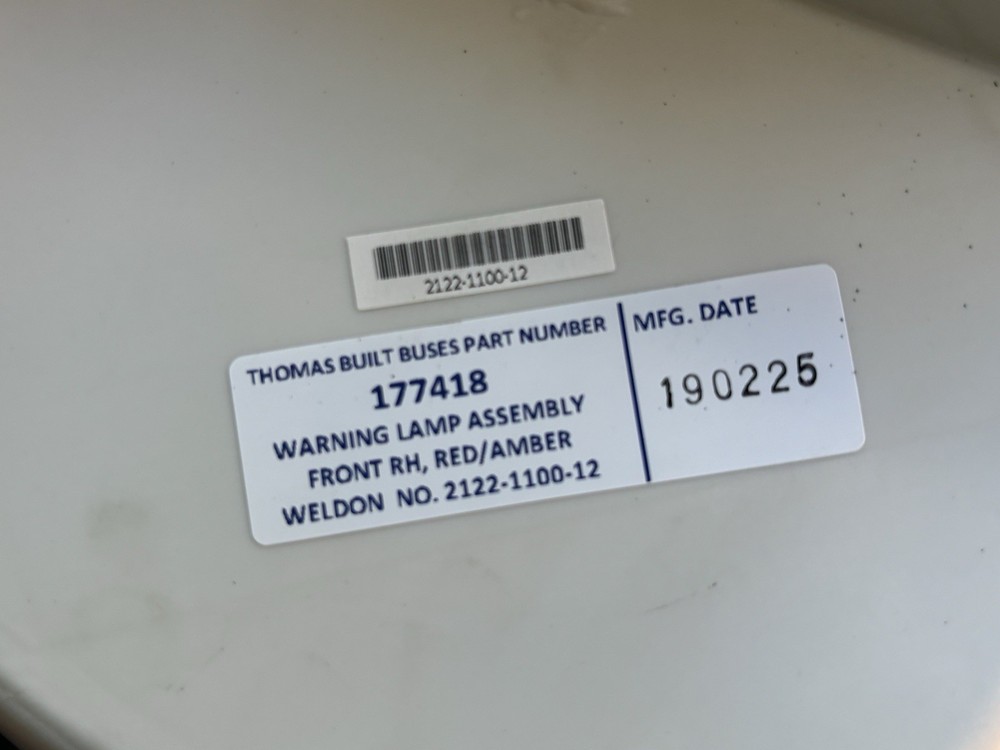 2122-1100-12
THOMAS BUILT BUSES PART NUMBER
177418
WARNING LAMP ASSEMBLY
FRONT RH, RED/AMBER
WELDON NO. 2122-1100-12
MFG. DATE
190225